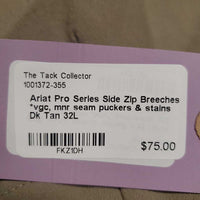 The Tack Collector
1001372-355
Ariat Pro Series Side Zip Breeches
*vgc, mnr seam puckers & stains
Dk Tan 32L
FKZ1DH
$75.00